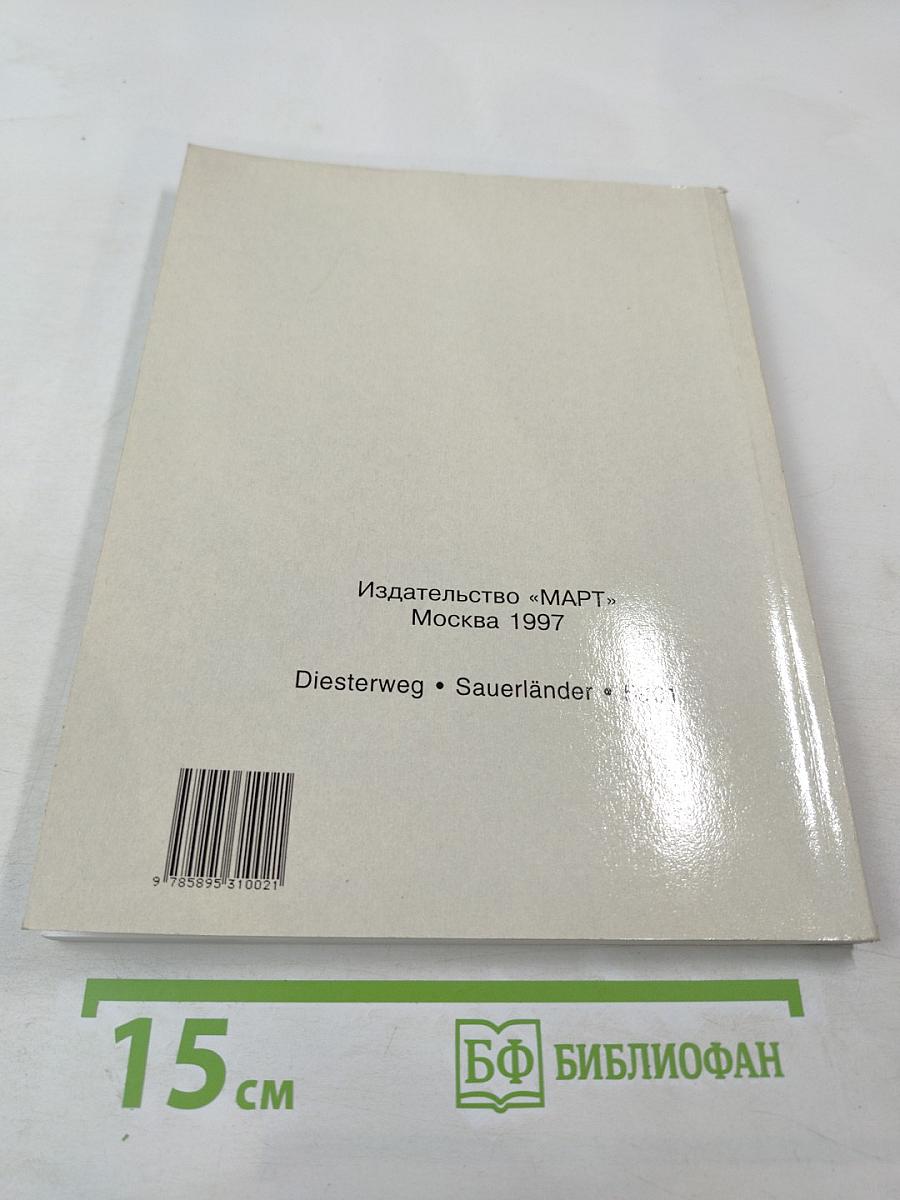 Издательство «МАРТ»
Москва 1997
Diesterweg • Sauerländer •
9 785895 310021
15 см
БФ БИБЛИОФАН